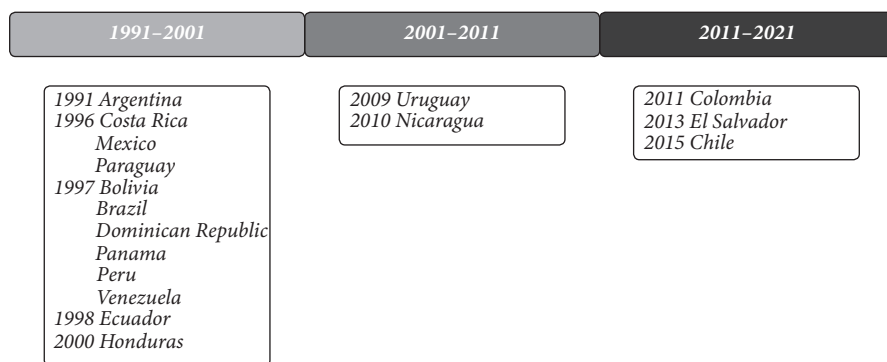 1991–2001
1991 Argentina
1996 Costa Rica
Mexico
Paraguay
1997 Bolivia
Brazil
Dominican Republic
Panama
Peru
Venezuela
1998 Ecuador
2000 Honduras
2001–2011
2009 Uruguay
2010 Nicaragua
2011–2021
2011 Colombia
2013 El Salvador
2015 Chile